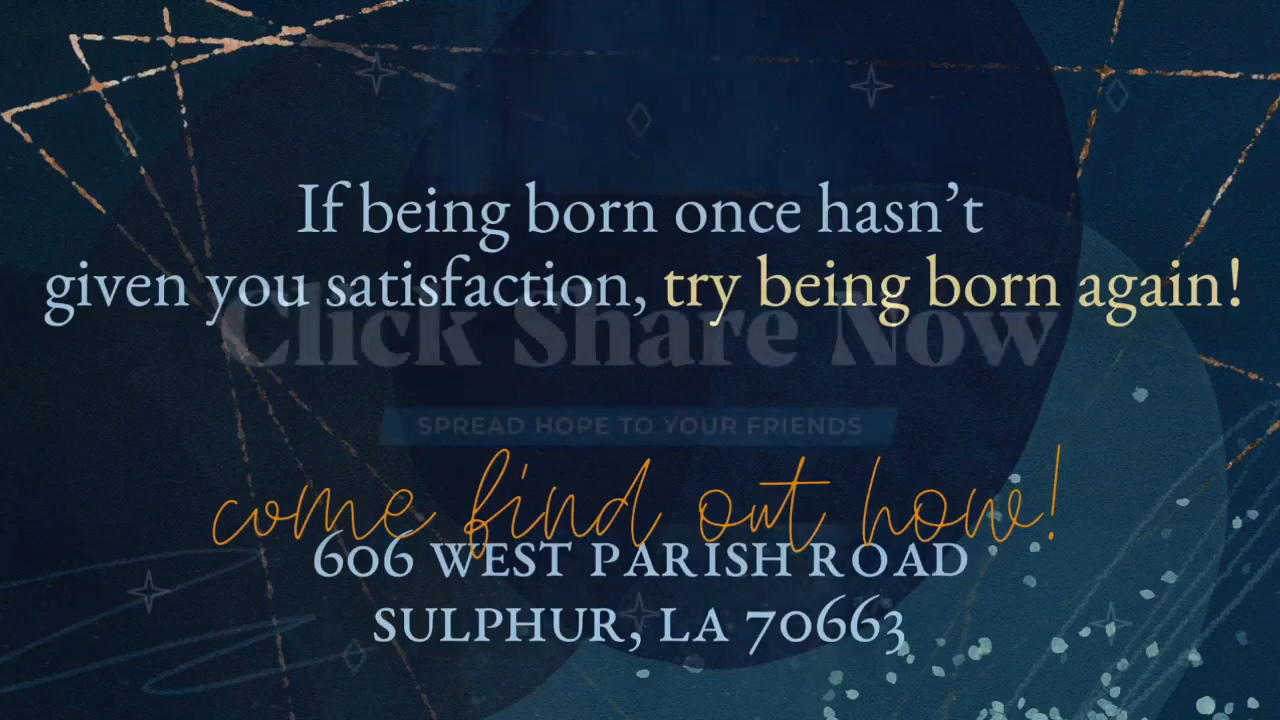 If being born once hasn't
given you satisfaction, try being born again!
Click Share Now
SPREAD HOPE TO YOUR FRIENDS
come find out how!
606 WEST PARISH ROAD
SULPHUR, LA 70663